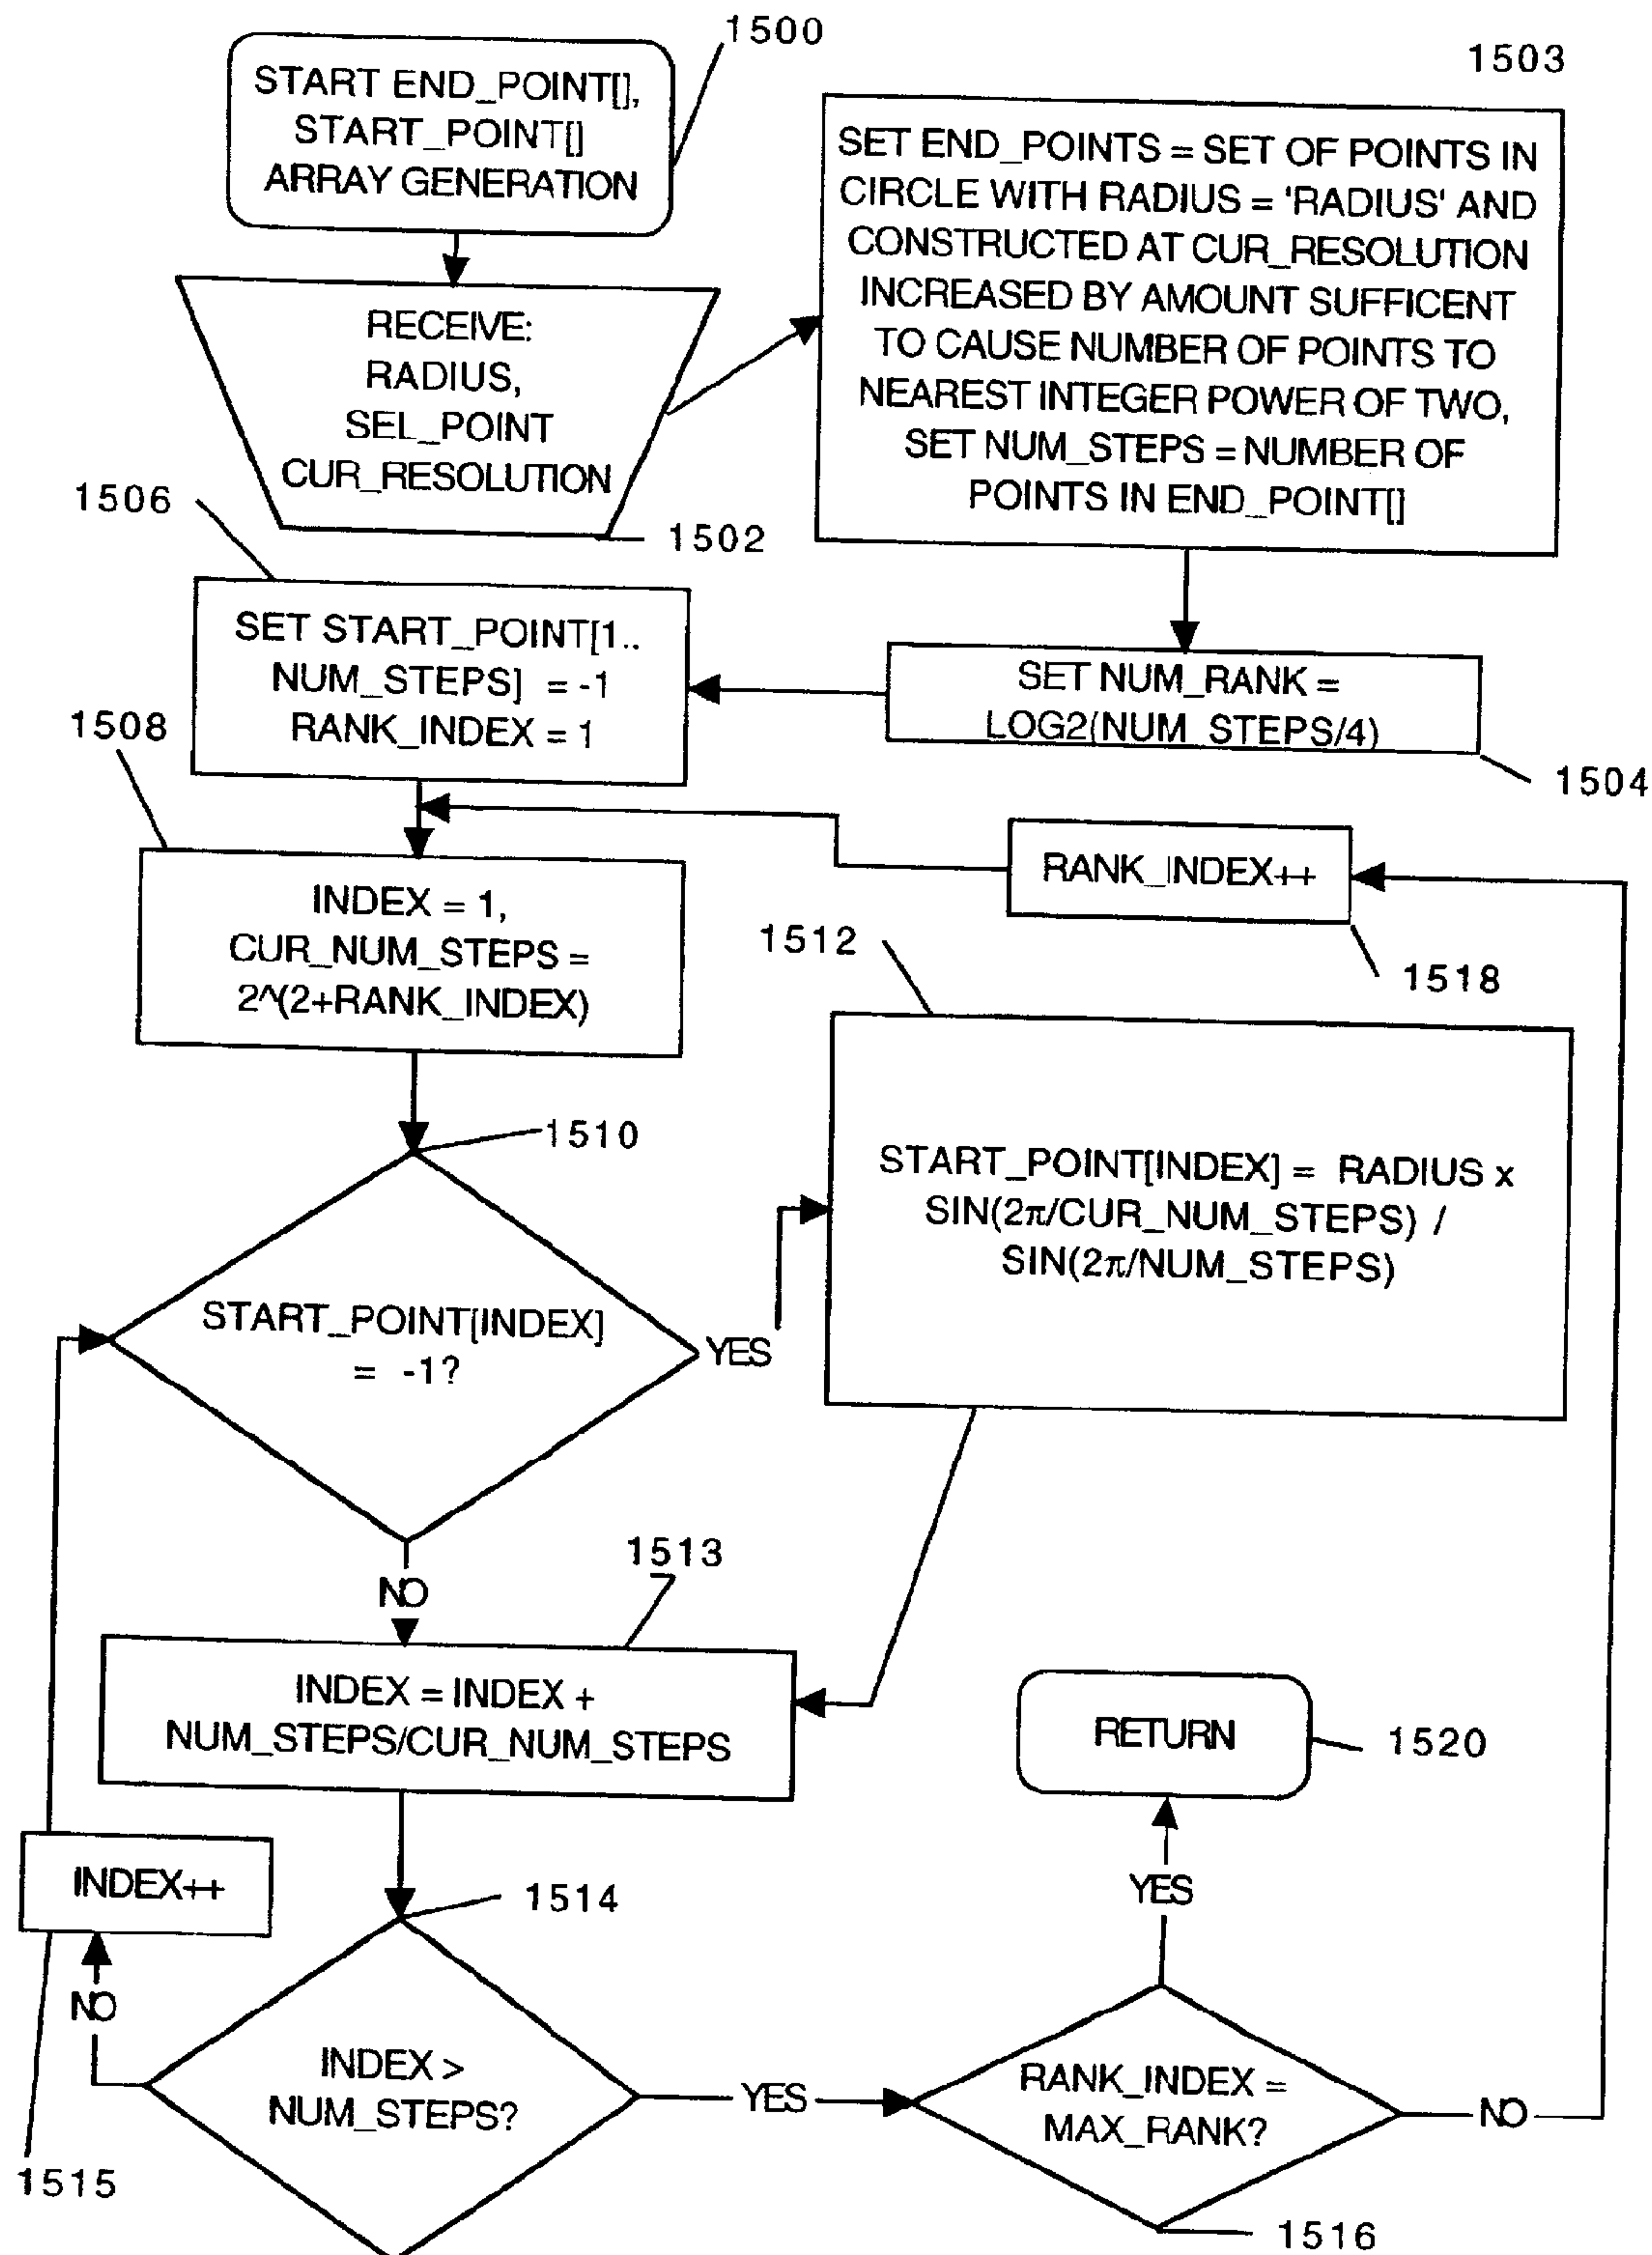 1500
START END_POINT[],
START_POINT[]
ARRAY GENERATION
1503
SET END_POINTS = SET OF POINTS IN
CIRCLE WITH RADIUS = 'RADIUS' AND
CONSTRUCTED AT CUR_RESOLUTION
INCREASED BY AMOUNT SUFFICENT
TO CAUSE NUMBER OF POINTS TO
NEAREST INTEGER POWER OF TWO,
SET NUM_STEPS = NUMBER OF
POINTS IN END_POINT[]
RECEIVE:
RADIUS,
SEL_POINT
CUR_RESOLUTION
1502
1506
SET START_POINT[1..
NUM_STEPS] = -1
RANK_INDEX = 1
SET NUM_RANK =
LOG2(NUM_STEPS/4)
1504
1508
INDEX = 1,
CUR_NUM_STEPS =
2^(2+RANK_INDEX)
RANK_INDEX++
1518
1512
1510
START_POINT[INDEX] = RADIUS x
SIN(2π/CUR_NUM_STEPS) /
SIN(2π/NUM_STEPS)
START_POINT[INDEX]
= -1?
YES
NO
1513
INDEX = INDEX +
NUM_STEPS/CUR_NUM_STEPS
RETURN
1520
INDEX++
1514
YES
NO
INDEX >
NUM_STEPS?
YES
RANK_INDEX =
MAX_RANK?
NO
1515
1516